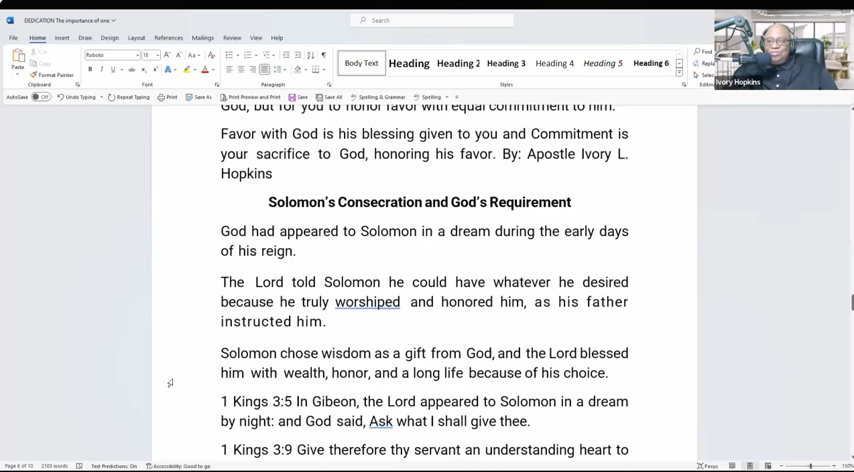 DEDICATION The importance of one
Search
File Home Insert Draw Design Layout References Mailings Review View Help
Paste
Cut
Copy
Format Painter
Roboto 16
Body Text Heading Heading 2 Heading 3 Heading 4 Heading 5 Heading 6
Find
Clipboard Font Paragraph Styles
Ivory Hopkins
AutoSave Off Undo Typing Repeat Typing Print Save As Print Preview and Print Save Save All Spelling & Grammar Spelling
God, but for you to honor favor with equal commitment to him.
Favor with God is his blessing given to you and Commitment is
your sacrifice to God, honoring his favor. By: Apostle Ivory L.
Hopkins
Solomon's Consecration and God's Requirement
God had appeared to Solomon in a dream during the early days
of his reign.
The Lord told Solomon he could have whatever he desired
because he truly worshiped and honored him, as his father
instructed him.
Solomon chose wisdom as a gift from God, and the Lord blessed
him with wealth, honor, and a long life because of his choice.
1 Kings 3:5 In Gibeon, the Lord appeared to Solomon in a dream
by night: and God said, Ask what I shall give thee.
1 Kings 3:9 Give therefore thy servant an understanding heart to
Page 6 of 10 2103 words Text Predictions: On Accessibility: Good to go Focus 150%